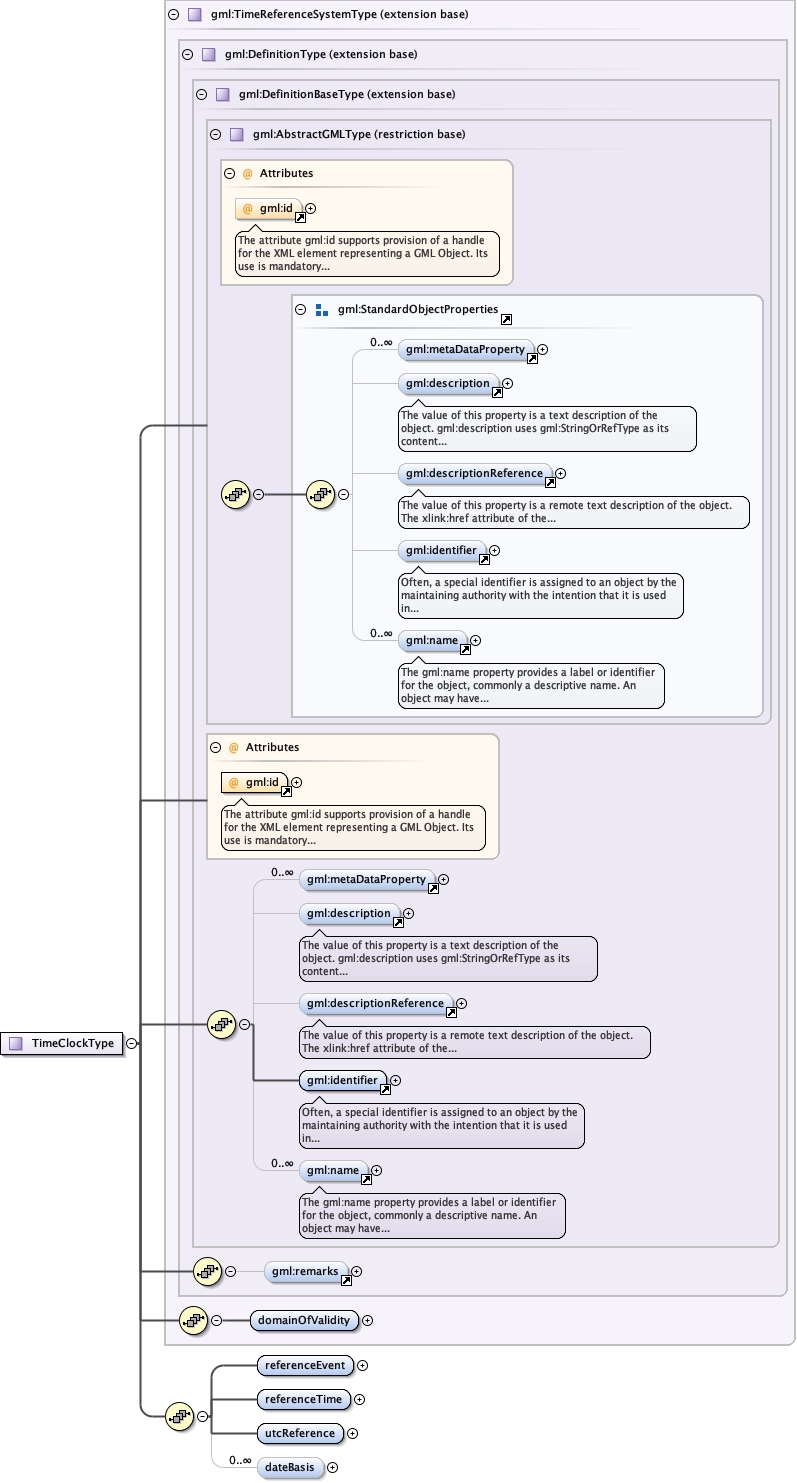 gml:TimeReferenceSystemType (extension base)
gml:DefinitionType (extension base)
gml:DefinitionBaseType (extension base)
gml:AbstractGMLType (restriction base)
@ Attributes
@ gml:id
The attribute gml:id supports provision of a handle
for the XML element representing a GML Object. Its
use is mandatory...
gml:StandardObjectProperties
0..∞
gml:metaDataProperty
gml:description
The value of this property is a text description of the
object. gml:description uses gml:StringOrRefType as its
content...
gml:descriptionReference
The value of this property is a remote text description of the object.
The xlink:href attribute of the...
gml:identifier
Often, a special identifier is assigned to an object by the
maintaining authority with the intention that it is used
in...
0..∞
gml:name
The gml:name property provides a label or identifier
for the object, commonly a descriptive name. An
object may have...
@ Attributes
@ gml:id
The attribute gml:id supports provision of a handle
for the XML element representing a GML Object. Its
use is mandatory...
0..∞
gml:metaDataProperty
gml:description
The value of this property is a text description of the
object. gml:description uses gml:StringOrRefType as its
content...
gml:descriptionReference
The value of this property is a remote text description of the object.
The xlink:href attribute of the...
TimeClockType
gml:identifier
Often, a special identifier is assigned to an object by the
maintaining authority with the intention that it is used
in...
0..∞
gml:name
The gml:name property provides a label or identifier
for the object, commonly a descriptive name. An
object may have...
gml:remarks
domainOfValidity
referenceEvent
referenceTime
utcReference
0..∞
dateBasis